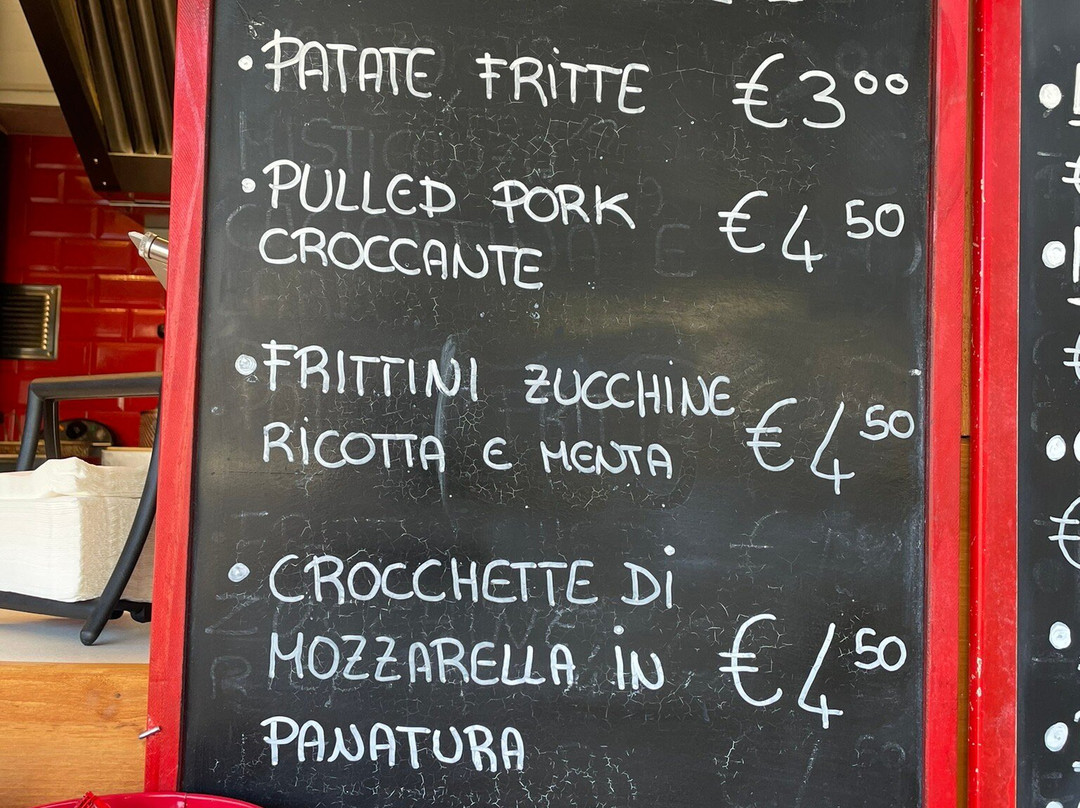 • PATATE FRITTE €3⁰⁰
• PULLED PORK
CROCCANTE €4⁵⁰
• FRITTINI ZUCCHINE
RICOTTA E MENTA €4⁵⁰
• CROCCHETTE DI
MOZZARELLA IN €4⁵⁰
PANATURA